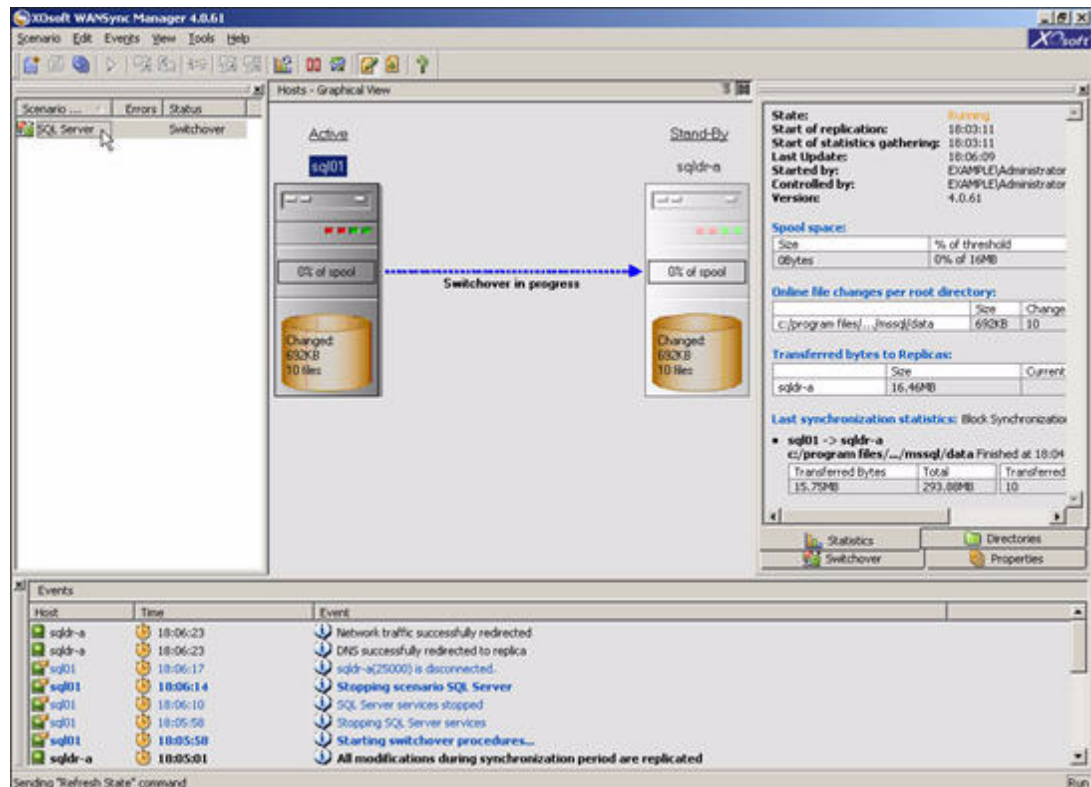 XOsoft WANSync Manager 4.0.61
Scenario Edit Events View Tools Help
XOsoft
Scenario .... Errors Status
SQL Server Switchover
Hosts - Graphical View
Active
Stand-By
sql01
sqldr-a
0% of spool
0% of spool
Switchover in progress
Changed
692KB
10 files
Changed
692KB
10 files
State: Running
Start of replication: 18:03:11
Start of statistics gathering: 18:03:11
Last Update: 18:06:09
Started by: EXAMPLE\Administrator
Controlled by: EXAMPLE\Administrator
Version: 4.0.61
Spool space:
Size % of threshold
0Bytes 0% of 16MB
Online file changes per root directory:
Size Change
c:/program files/.../mssql/data 692KB 10
Transferred bytes to Replicas:
Size Current
sqldr-a 16.46MB
Last synchronization statistics: Block Synchronizatio
sql01 -> sqldr-a
c:/program files/.../mssql/data Finished at 18:04
Transferred Bytes Total Transferred
15.75MB 293.88MB 10
Statistics Directories
Switchover Properties
Events
Host Time Event
sqldr-a 18:06:23 Network traffic successfully redirected
sqldr-a 18:06:23 DNS successfully redirected to replica
sql01 18:06:17 sqldr-a(25000) is disconnected.
sql01 18:06:14 Stopping scenario SQL Server
sql01 18:06:10 SQL Server services stopped
sql01 18:05:58 Stopping SQL Server services
sql01 18:05:58 Starting switchover procedures...
sqldr-a 18:05:01 All modifications during synchronization period are replicated
Sending "Refresh State" command
Run